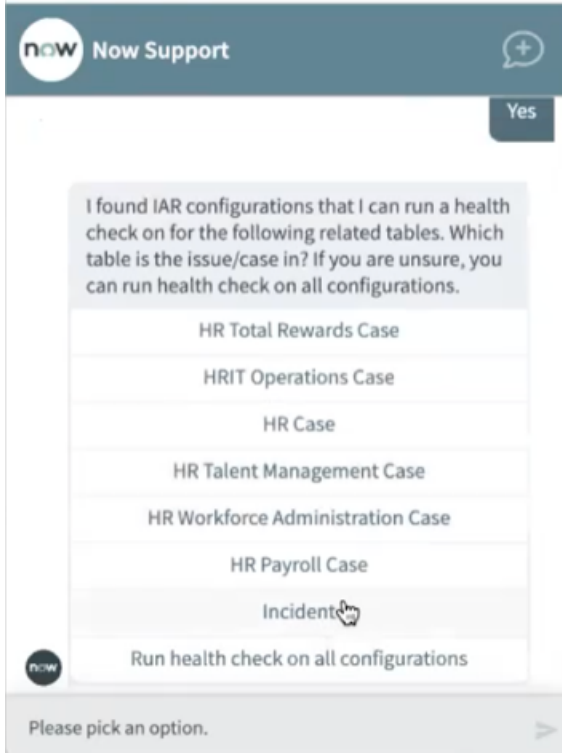 now Now Support
Yes
I found IAR configurations that I can run a health
check on for the following related tables. Which
table is the issue/case in? If you are unsure, you
can run health check on all configurations.
HR Total Rewards Case
HRIT Operations Case
HR Case
HR Talent Management Case
HR Workforce Administration Case
HR Payroll Case
Incident
now Run health check on all configurations
Please pick an option.